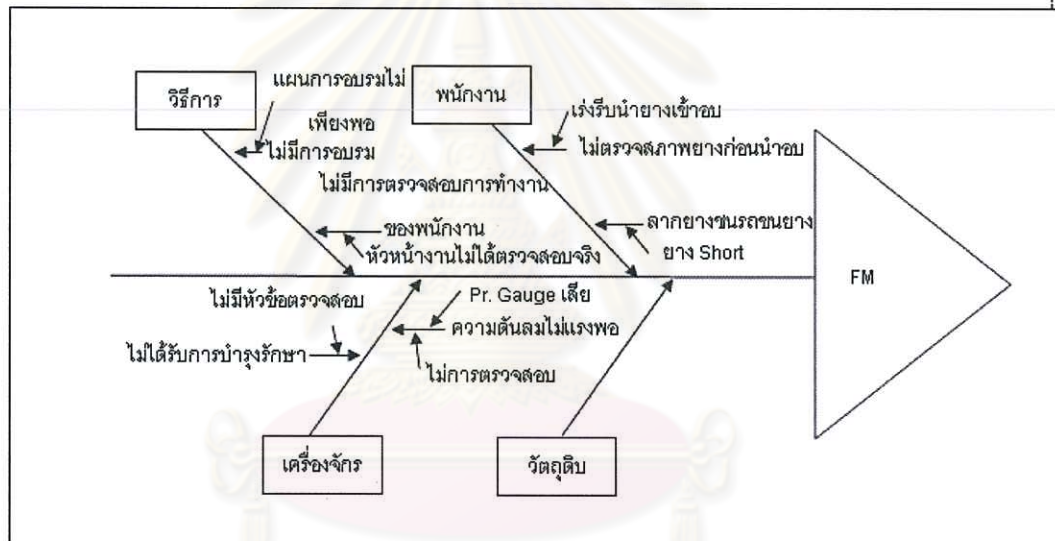 วิธีการ
แผนการอบรมไม่
เพียงพอ
ไม่มีการอบรม
ไม่มีการตรวจสอบการทำงาน
ของพนักงาน
หัวหน้างานไม่ได้ตรวจสอบจริง
พนักงาน
เร่งรีบนำยางเข้าอบ
ไม่ตรวจสภาพยางก่อนนำอบ
ลากยางชนรถขนยาง
ยาง Short
FM
ไม่มีหัวข้อตรวจสอบ
ไม่ได้รับการบำรุงรักษา
Pr. Gauge เสีย
ความดันลมไม่แรงพอ
ไม่การตรวจสอบ
เครื่องจักร
วัตถุดิบ